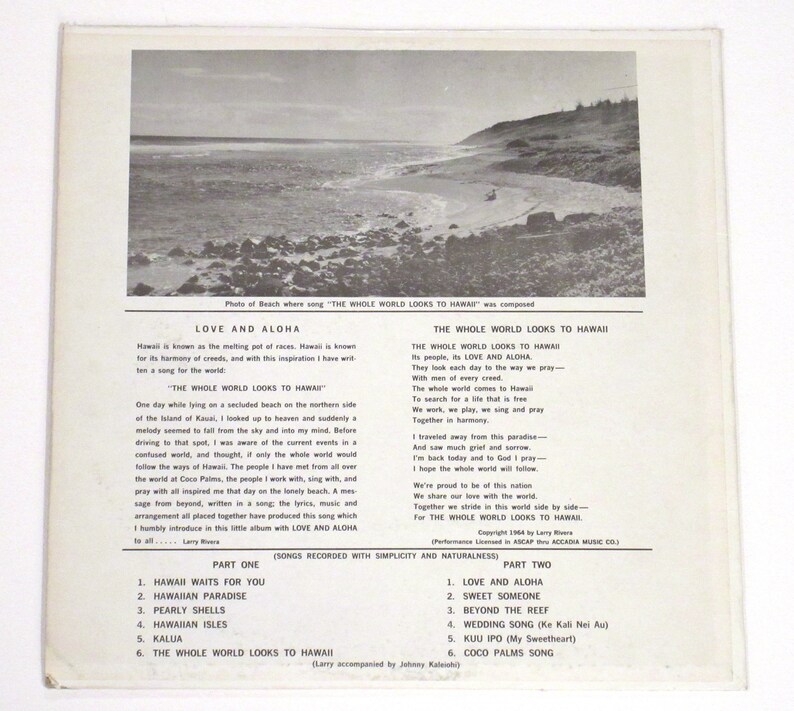 Photo of Beach where song "THE WHOLE WORLD LOOKS TO HAWAII" was composed
LOVE AND ALOHA
Hawaii is known as the melting pot of races. Hawaii is known
for its harmony of creeds, and with this inspiration I have writ-
ten a song for the world:
"THE WHOLE WORLD LOOKS TO HAWAII"
One day while lying on a secluded beach on the northern side
of the Island of Kauai, I looked up to heaven and suddenly a
melody seemed to fall from the sky and into my mind. Before
driving to that spot, I was aware of the current events in a
confused world, and thought, if only the whole world would
follow the ways of Hawaii. The people I have met from all over
the world at Coco Palms, the people I work with, sing with, and
pray with all inspired me that day on the lonely beach. A mes-
sage from beyond, written in a song; the lyrics, music and
arrangement all placed together have produced this song which
I humbly introduce in this little album with LOVE AND ALOHA
to all ..... Larry Rivera
THE WHOLE WORLD LOOKS TO HAWAII
THE WHOLE WORLD LOOKS TO HAWAII
Its people, its LOVE AND ALOHA.
They look each day to the way we pray—
With men of every creed.
The whole world comes to Hawaii
To search for a life that is free
We work, we play, we sing and pray
Together in harmony.
I traveled away from this paradise—
And saw much grief and sorrow.
I'm back today and to God I pray—
I hope the whole world will follow.
We're proud to be of this nation
We share our love with the world.
Together we stride in this world side by side—
For THE WHOLE WORLD LOOKS TO HAWAII.
Copyright 1964 by Larry Rivera
(Performance Licensed in ASCAP thru ACCADIA MUSIC CO.)
(SONGS RECORDED WITH SIMPLICITY AND NATURALNESS)
PART ONE
1. HAWAII WAITS FOR YOU
2. HAWAIIAN PARADISE
3. PEARLY SHELLS
4. HAWAIIAN ISLES
5. KALUA
6. THE WHOLE WORLD LOOKS TO HAWAII
PART TWO
1. LOVE AND ALOHA
2. SWEET SOMEONE
3. BEYOND THE REEF
4. WEDDING SONG (Ke Kali Nei Au)
5. KUU IPO (My Sweetheart)
6. COCO PALMS SONG
(Larry accompanied by Johnny Kaleiohi)